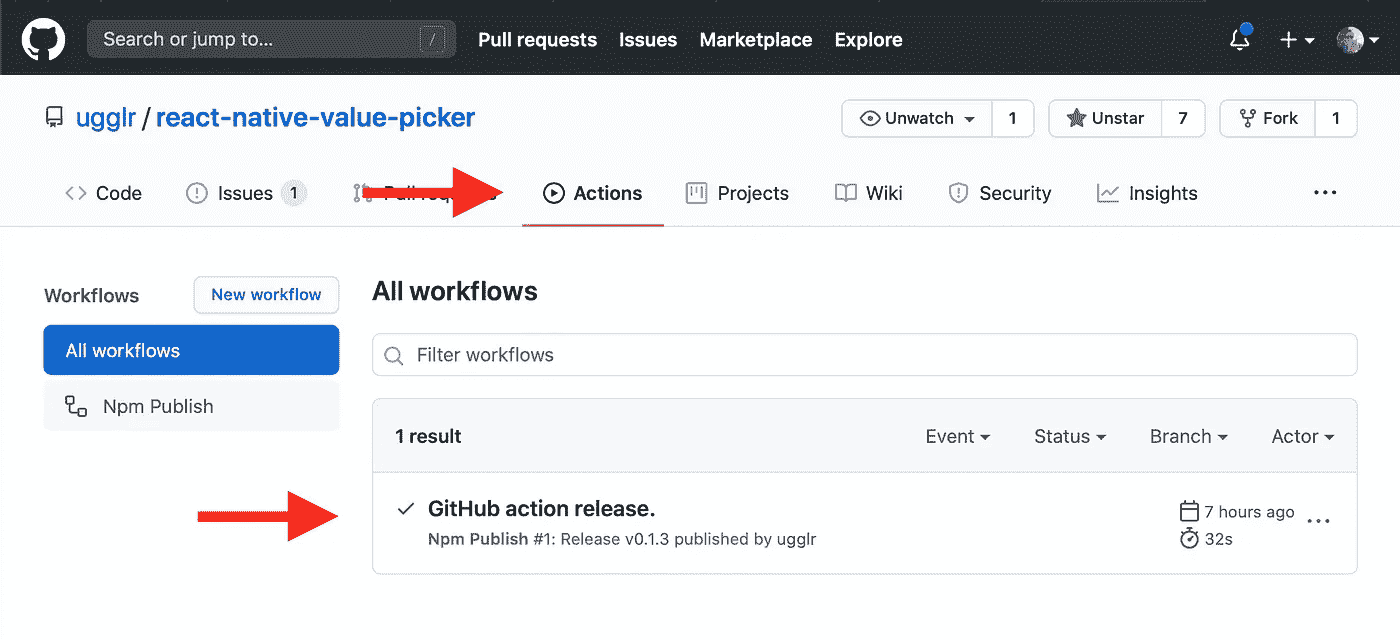 Search or jump to... / Pull requests Issues Marketplace Explore
ugglr / react-native-value-picker Unwatch 1 Unstar 7 Fork 1
Code Issues 1 Pull requests Actions Projects Wiki Security Insights ...
Workflows New workflow All workflows
All workflows
Filter workflows
Npm Publish
1 result Event Status Branch Actor
GitHub action release. 7 hours ago ...
Npm Publish #1: Release v0.1.3 published by ugglr 32s